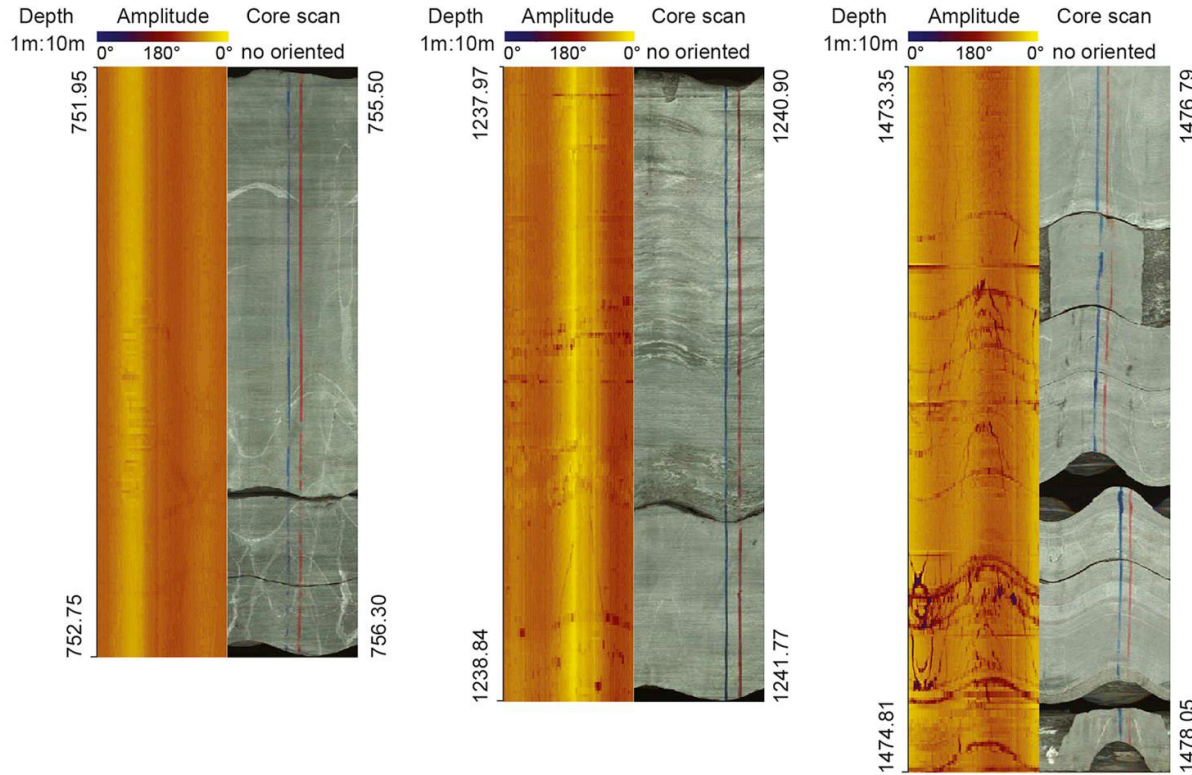 Depth Amplitude Core scan
1m:10m 0° 180° 0° no oriented
751.95 755.50
752.75 756.30
Depth Amplitude Core scan
1m:10m 0° 180° 0° no oriented
1237.97 1240.90
1238.84 1241.77
Depth Amplitude Core scan
1m:10m 0° 180° 0° no oriented
1473.35 1476.79
1474.81 1478.05